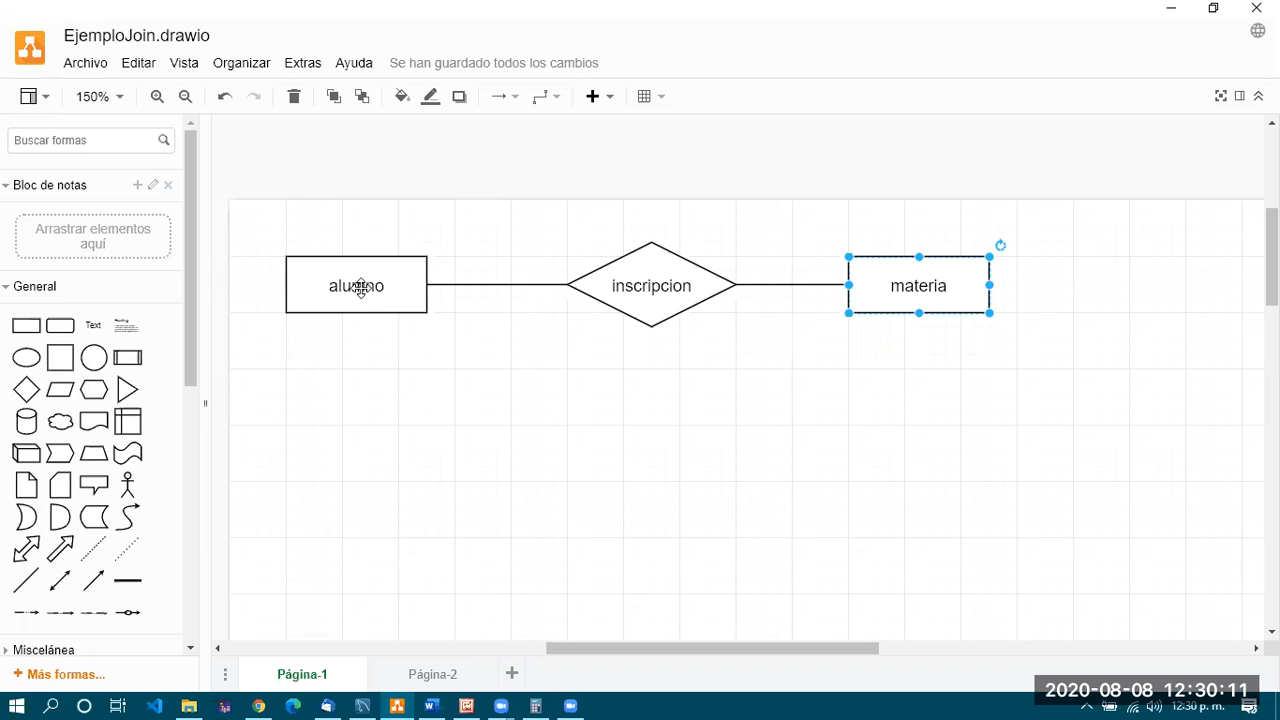 EjemploJoin.drawio
Archivo Editar Vista Organizar Extras Ayuda Se han guardado todos los cambios
150%
Buscar formas
Bloc de notas
Arrastrar elementos
aquí
General
Text
Miscelánea
+ Más formas...
alumno
inscripcion
materia
Página-1 Página-2
2020-08-08 12:30:11
12:30 p. m.